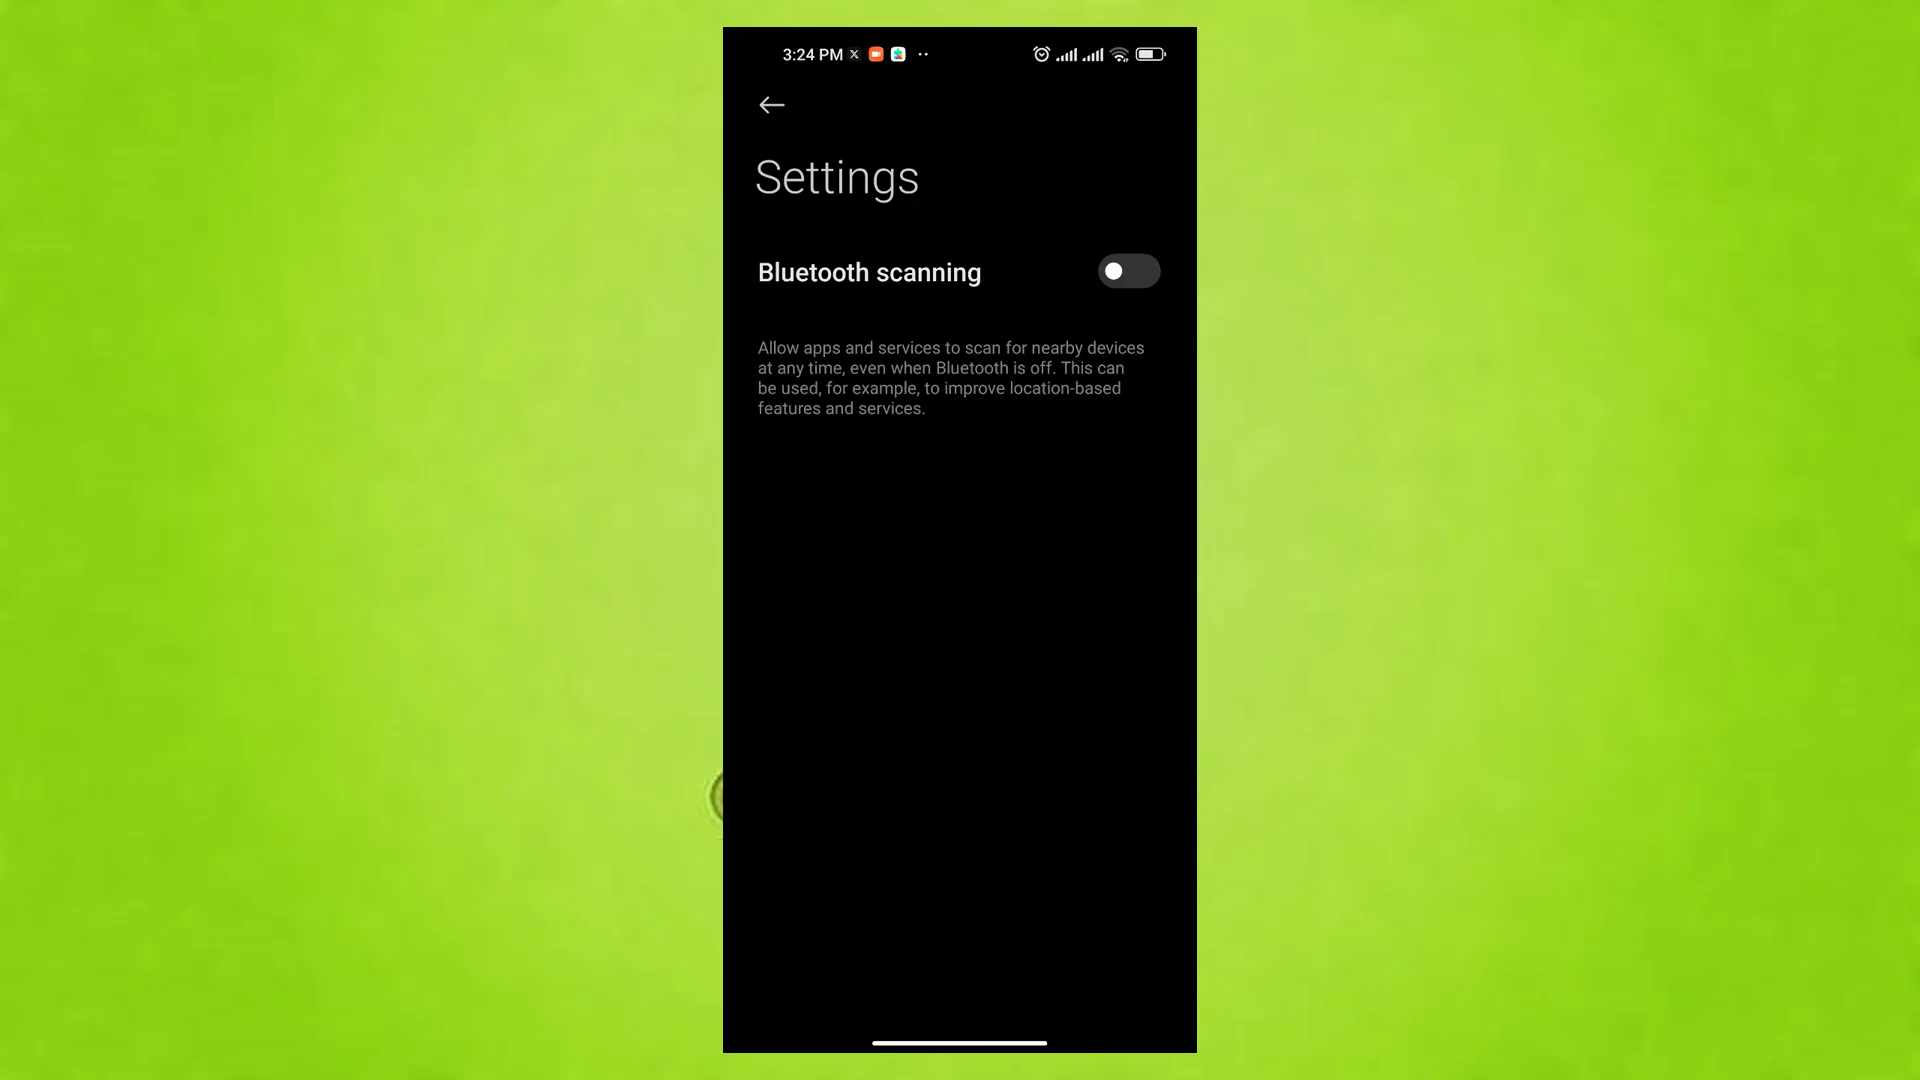 3:24 PM
Settings
Bluetooth scanning
Allow apps and services to scan for nearby devices
at any time, even when Bluetooth is off. This can
be used, for example, to improve location-based
features and services.